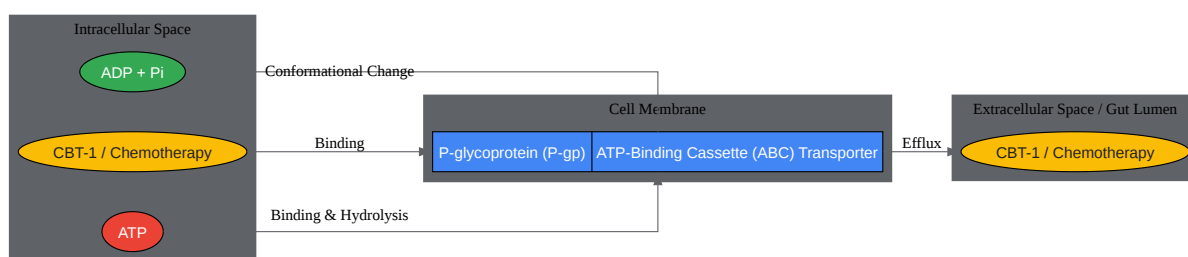 Intracellular Space
ADP + Pi
CBT-1 / Chemotherapy
ATP
Conformational Change
Binding
Binding & Hydrolysis
Cell Membrane
P-glycoprotein (P-gp)
ATP-Binding Cassette (ABC) Transporter
Efflux
Extracellular Space / Gut Lumen
CBT-1 / Chemotherapy